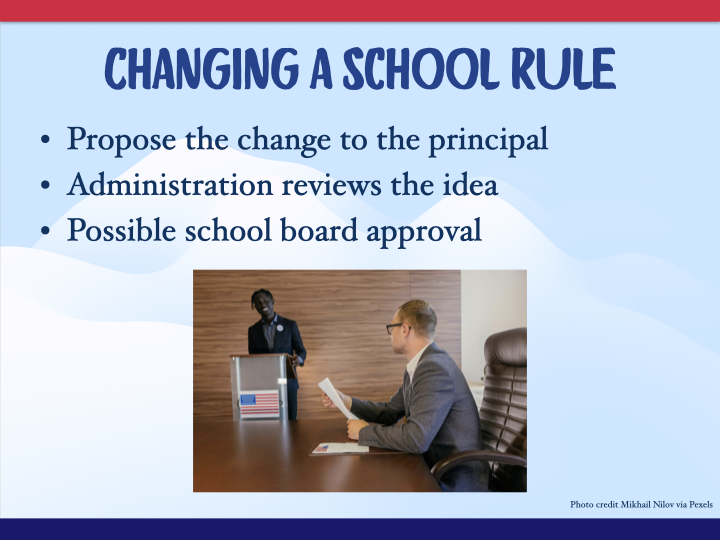 CHANGING A SCHOOL RULE
• Propose the change to the principal
• Administration reviews the idea
• Possible school board approval
Photo credit Mikhail Nilov via Pexels